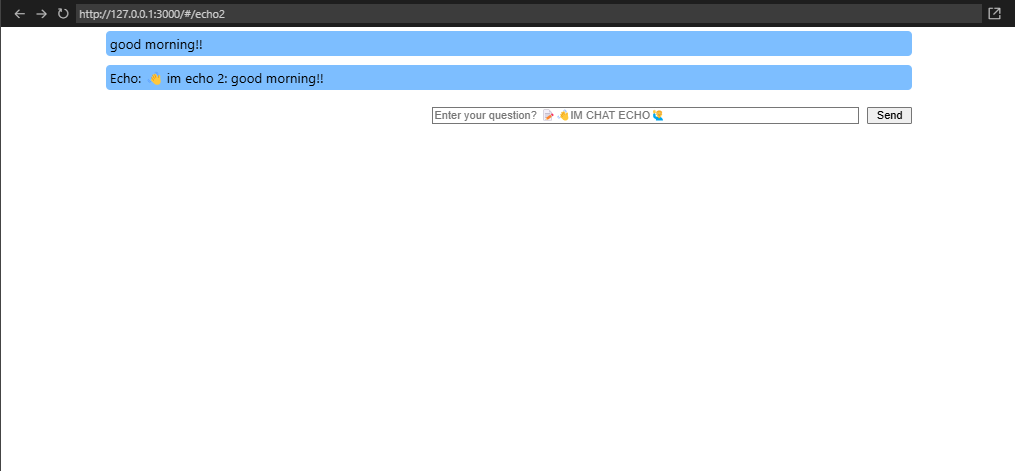 http://127.0.0.1:3000/#/echo2
good morning!!
Echo: 👋 im echo 2: good morning!!
Enter your question? 📝👋IM CHAT ECHO🙋
Send